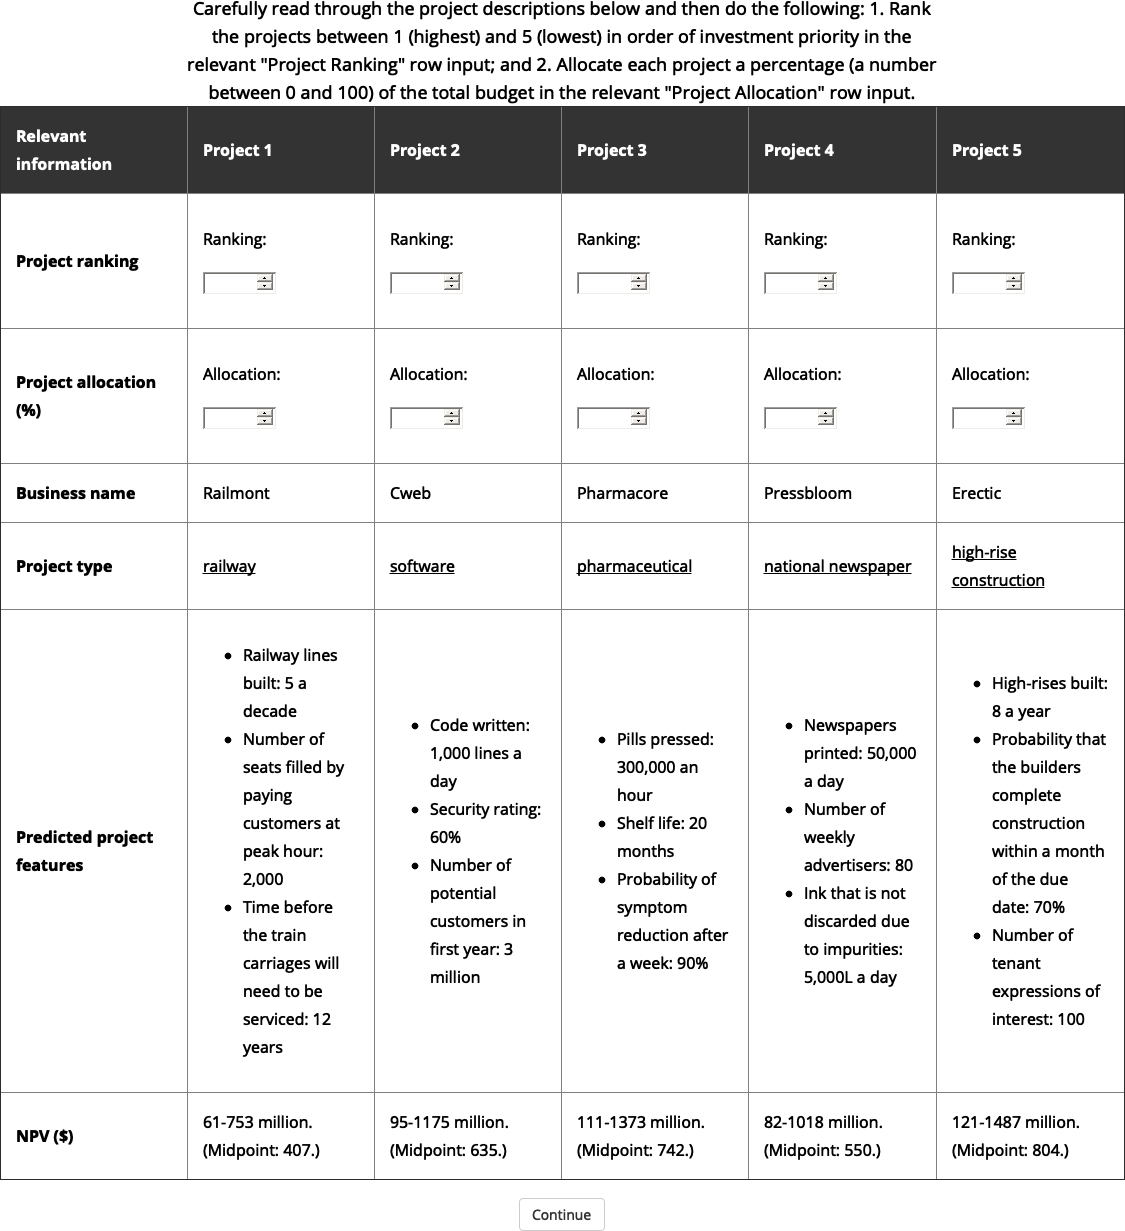 Carefully read through the project descriptions below and then do the following: 1. Rank
the projects between 1 (highest) and 5 (lowest) in order of investment priority in the
relevant "Project Ranking" row input; and 2. Allocate each project a percentage (a number
between 0 and 100) of the total budget in the relevant "Project Allocation" row input.
Relevant
information
Project 1
Project 2
Project 3
Project 4
Project 5
Project ranking
Ranking:
Ranking:
Ranking:
Ranking:
Ranking:
Project allocation
(%)
Allocation:
Allocation:
Allocation:
Allocation:
Allocation:
Business name
Railmont
Cweb
Pharmacore
Pressbloom
Erectic
Project type
railway
software
pharmaceutical
national newspaper
high-rise
construction
Predicted project
features
• Railway lines
built: 5 a
decade
• Number of
seats filled by
paying
customers at
peak hour:
2,000
• Time before
the train
carriages will
need to be
serviced: 12
years
• Code written:
1,000 lines a
day
• Security rating:
60%
• Number of
potential
customers in
first year: 3
million
• Pills pressed:
300,000 an
hour
• Shelf life: 20
months
• Probability of
symptom
reduction after
a week: 90%
• Newspapers
printed: 50,000
a day
• Number of
weekly
advertisers: 80
• Ink that is not
discarded due
to impurities:
5,000L a day
• High-rises built:
8 a year
• Probability that
the builders
complete
construction
within a month
of the due
date: 70%
• Number of
tenant
expressions of
interest: 100
NPV ($)
61-753 million.
(Midpoint: 407.)
95-1175 million.
(Midpoint: 635.)
111-1373 million.
(Midpoint: 742.)
82-1018 million.
(Midpoint: 550.)
121-1487 million.
(Midpoint: 804.)
Continue